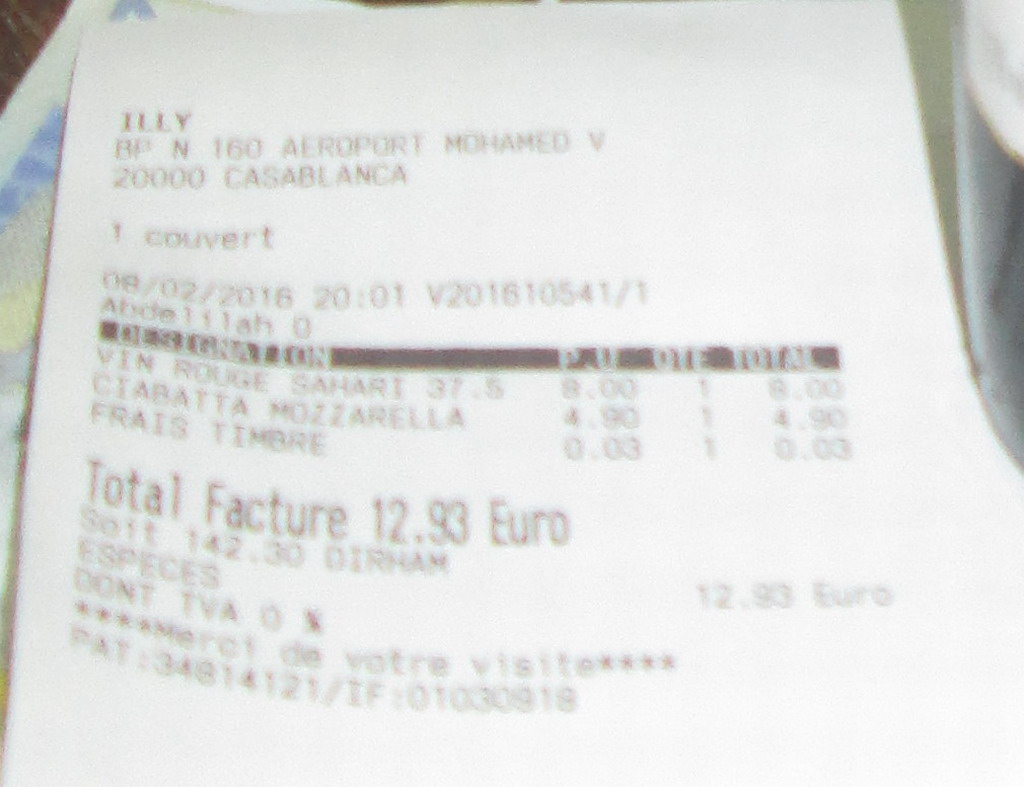 ILLY
BP N 160 AEROPORT MOHAMED V
20000 CASABLANCA
1 couvert
08/02/2016 20:01 V201610541/1
Abdelilah 0
DESIGNATION P.U QTE TOTAL
VIN ROUGE SAHARI 37.5 8.00 1 8.00
CIABATTA MOZZARELLA 4.90 1 4.90
FRAIS TIMBRE 0.03 1 0.03
Total Facture 12.93 Euro
Soit 142.30 DIRHAM
ESPECES 12.93 Euro
DONT TVA 0 %
****Merci de votre visite****
PAT:34814121/IF:01030918